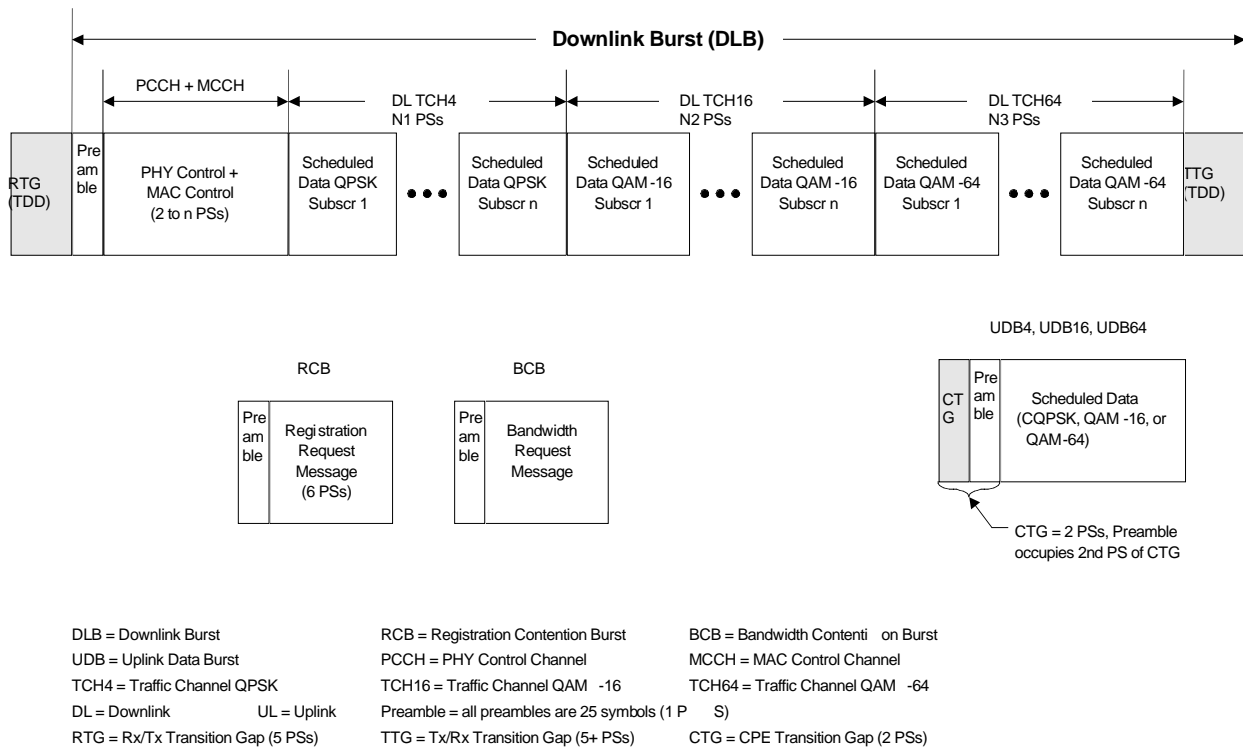 Downlink Burst (DLB)
PCCH + MCCH
DL TCH4
N1 PSs
DL TCH16
N2 PSs
DL TCH64
N3 PSs
RTG
(TDD)
Pre
am
ble
PHY Control +
MAC Control
(2 to n PSs)
Scheduled
Data QPSK
Subscr 1
Scheduled
Data QPSK
Subscr n
Scheduled
Data QAM -16
Subscr 1
Scheduled
Data QAM -16
Subscr n
Scheduled
Data QAM -64
Subscr 1
Scheduled
Data QAM -64
Subscr n
TTG
(TDD)
RCB
Pre
am
ble
Registration
Request
Message
(6 PSs)
BCB
Pre
am
ble
Bandwidth
Request
Message
UDB4, UDB16, UDB64
CT
G
Pre
am
ble
Scheduled Data
(CQPSK, QAM -16, or
QAM-64)
CTG = 2 PSs, Preamble
occupies 2nd PS of CTG
DLB = Downlink Burst RCB = Registration Contention Burst BCB = Bandwidth Contenti on Burst
UDB = Uplink Data Burst PCCH = PHY Control Channel MCCH = MAC Control Channel
TCH4 = Traffic Channel QPSK TCH16 = Traffic Channel QAM -16 TCH64 = Traffic Channel QAM -64
DL = Downlink UL = Uplink Preamble = all preambles are 25 symbols (1 P S)
RTG = Rx/Tx Transition Gap (5 PSs) TTG = Tx/Rx Transition Gap (5+ PSs) CTG = CPE Transition Gap (2 PSs)